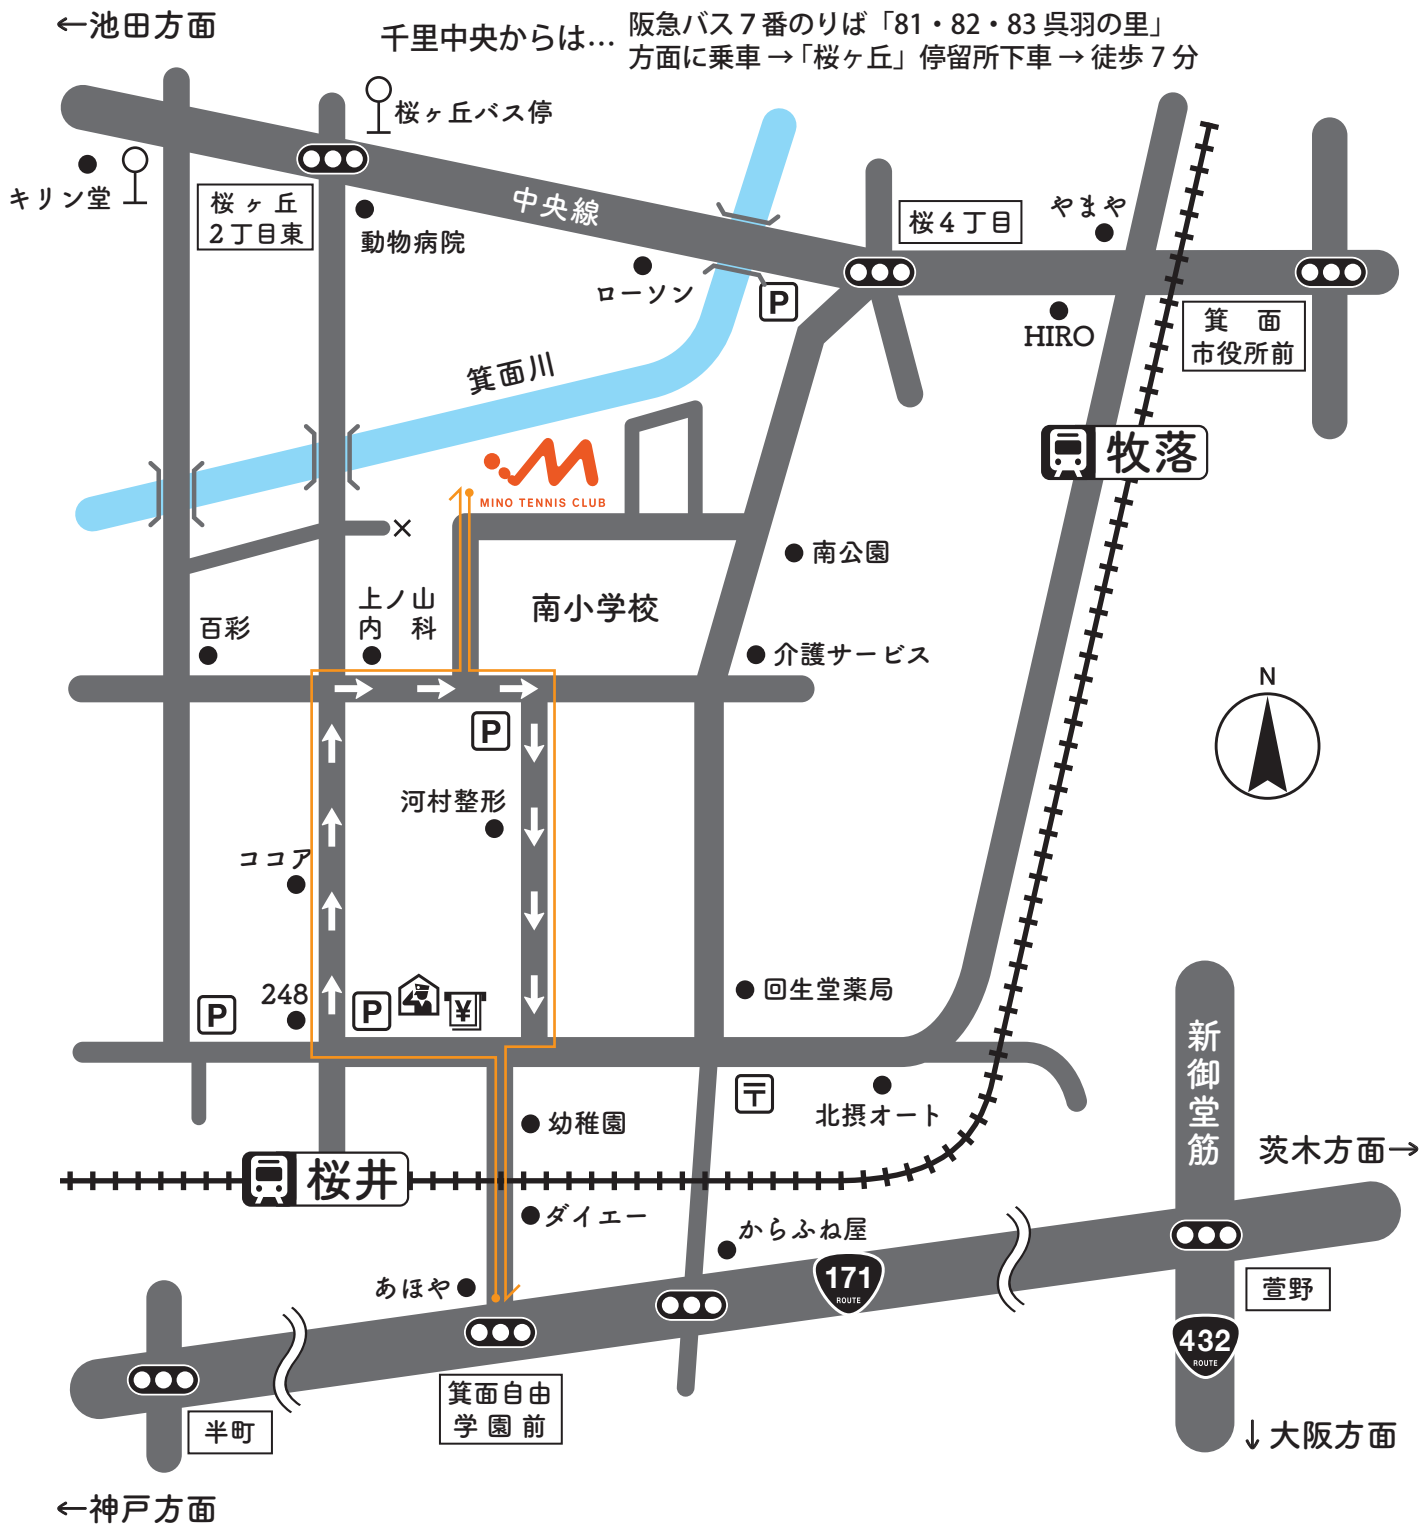 ←池田方面
千里中央からは…
阪急バス７番のりば「81・82・83 呉羽の里」
方面に乗車→「桜ヶ丘」停留所下車→徒歩７分
桜ヶ丘バス停
キリン堂
桜ヶ丘
２丁目東
動物病院
中央線
ローソン
P
桜４丁目
やまや
HIRO
箕　面
市役所前
箕面川
MINO TENNIS CLUB
牧落
×
南公園
上ノ山
内　科
南小学校
百彩
介護サービス
N
P
河村整形
ココア
248
P
P
¥
回生堂薬局
〒
北摂オート
幼稚園
新御堂筋
茨木方面→
桜井
ダイエー
からふね屋
171
ROUTE
あほや
萱野
432
ROUTE
箕面自由
学園前
半町
↓大阪方面
←神戸方面